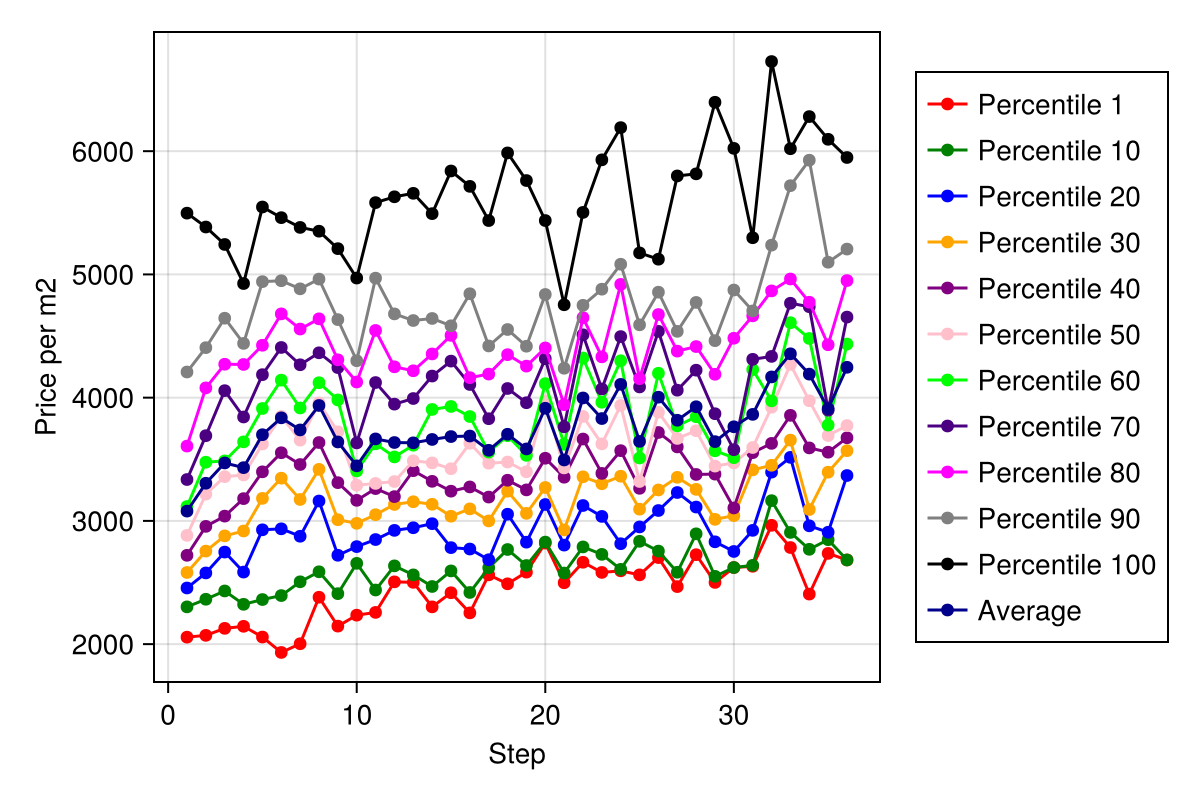 Price per m2
6000
5000
4000
3000
2000
0
10
20
30
Step
Percentile 1
Percentile 10
Percentile 20
Percentile 30
Percentile 40
Percentile 50
Percentile 60
Percentile 70
Percentile 80
Percentile 90
Percentile 100
Average